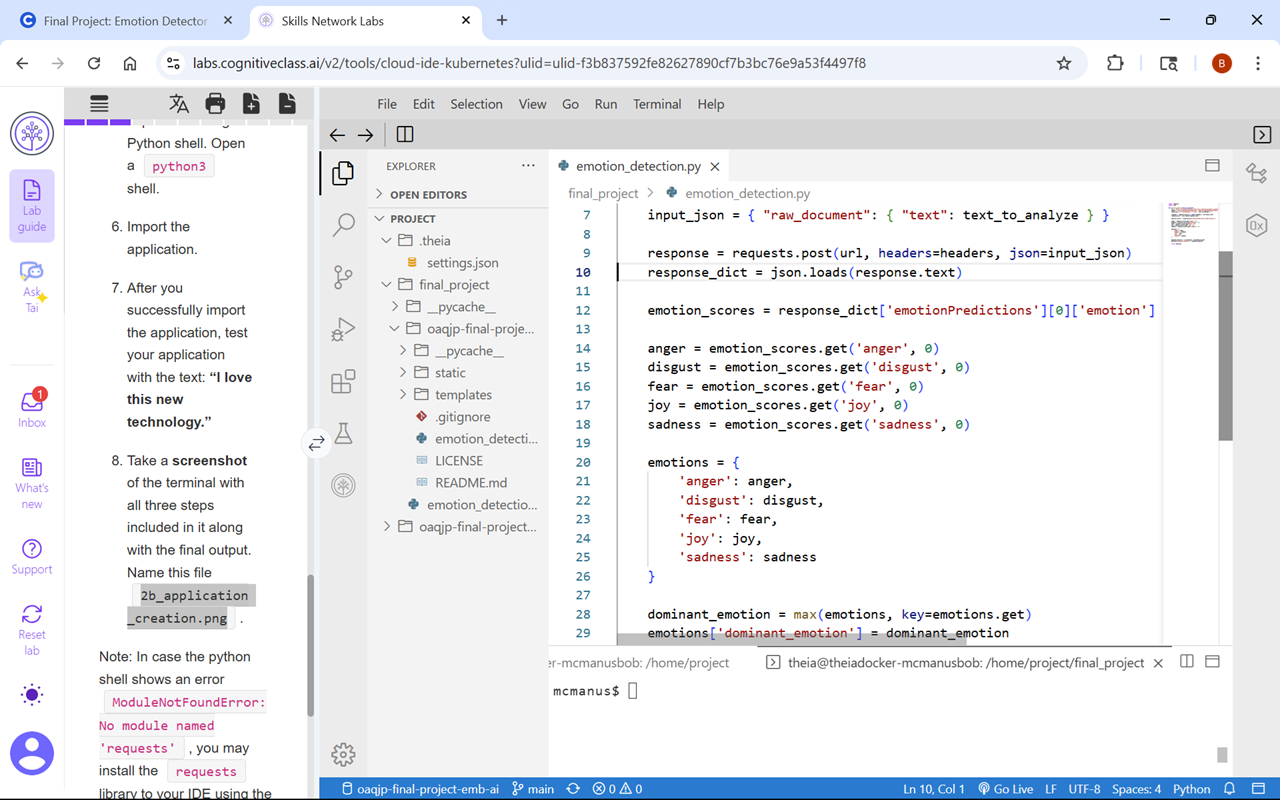 Final Project: Emotion Detector
Skills Network Labs
labs.cognitiveclass.ai/v2/tools/cloud-ide-kubernetes?ulid=ulid-f3b837592fe82627890cf7b3bc76e9a53f4497f8
B
Lab
guide
Ask
Tai
1
Inbox
What's
new
Support
Reset
lab
Python shell. Open
a python3
shell.
6. Import the
application.
7. After you
successfully import
the application, test
your application
with the text: “I love
this new
technology.”
8. Take a screenshot
of the terminal with
all three steps
included in it along
with the final output.
Name this file
2b_application
_creation.png .
Note: In case the python
shell shows an error
ModuleNotFoundError:
No module named
'requests' , you may
install the requests
library to your IDE using the
File Edit Selection View Go Run Terminal Help
EXPLORER
OPEN EDITORS
PROJECT
.theia
settings.json
final_project
__pycache__
oaqjp-final-proje...
__pycache__
static
templates
.gitignore
emotion_detecti...
LICENSE
README.md
emotion_detectio...
oaqjp-final-project...
emotion_detection.py
final_project > emotion_detection.py
7 input_json = { "raw_document": { "text": text_to_analyze } }
8
9 response = requests.post(url, headers=headers, json=input_json)
10 response_dict = json.loads(response.text)
11
12 emotion_scores = response_dict['emotionPredictions'][0]['emotion']
13
14 anger = emotion_scores.get('anger', 0)
15 disgust = emotion_scores.get('disgust', 0)
16 fear = emotion_scores.get('fear', 0)
17 joy = emotion_scores.get('joy', 0)
18 sadness = emotion_scores.get('sadness', 0)
19
20 emotions = {
21 'anger': anger,
22 'disgust': disgust,
23 'fear': fear,
24 'joy': joy,
25 'sadness': sadness
26 }
27
28 dominant_emotion = max(emotions, key=emotions.get)
29 emotions['dominant_emotion'] = dominant_emotion
er-mcmanusbob: /home/project
theia@theiadocker-mcmanusbob: /home/project/final_project
mcmanus$
0x
oaqjp-final-project-emb-ai main 0 0 Ln 10, Col 1 Go Live LF UTF-8 Spaces: 4 Python